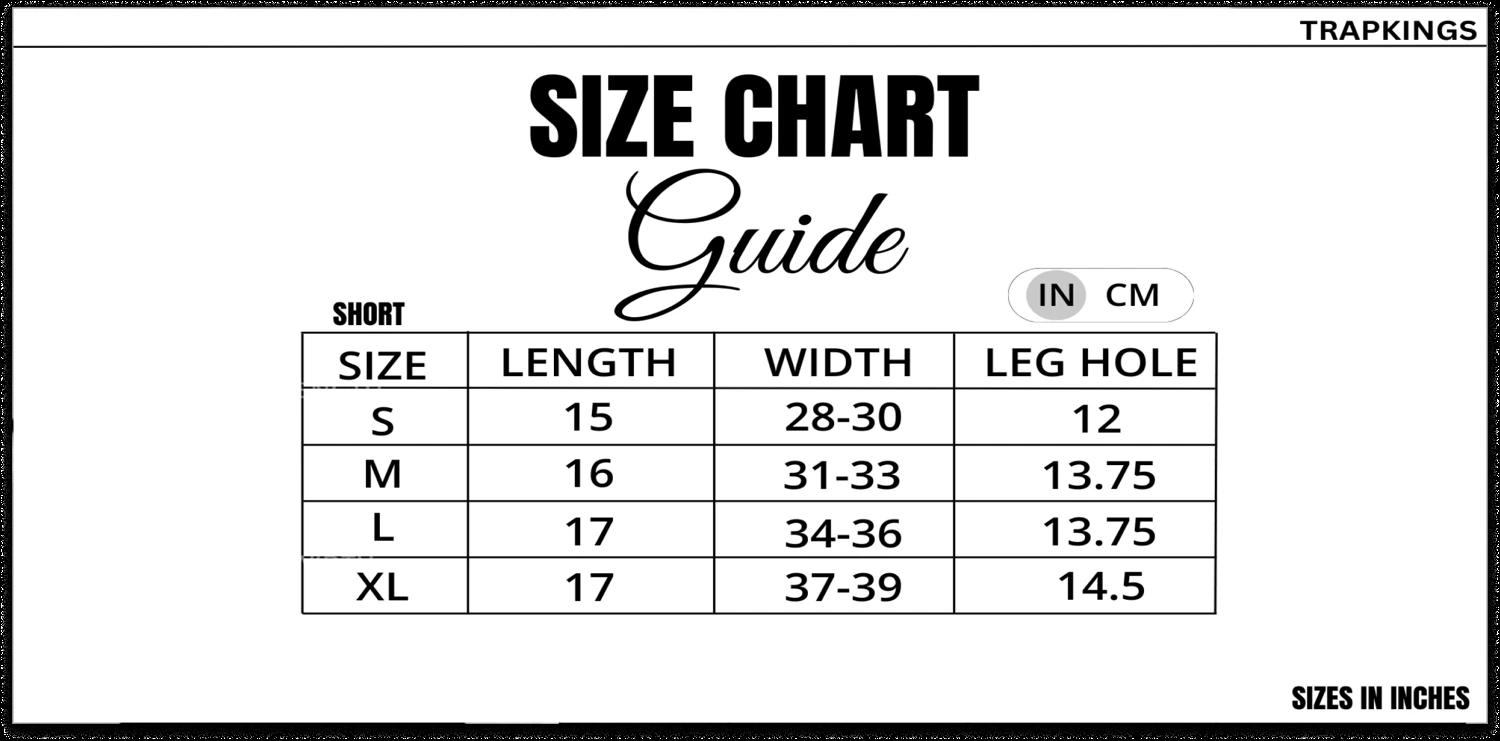 TRAPKINGS
SIZE CHART
Guide
IN CM
SHORT
SIZE LENGTH WIDTH LEG HOLE
S 15 28-30 12
M 16 31-33 13.75
L 17 34-36 13.75
XL 17 37-39 14.5
SIZES IN INCHES